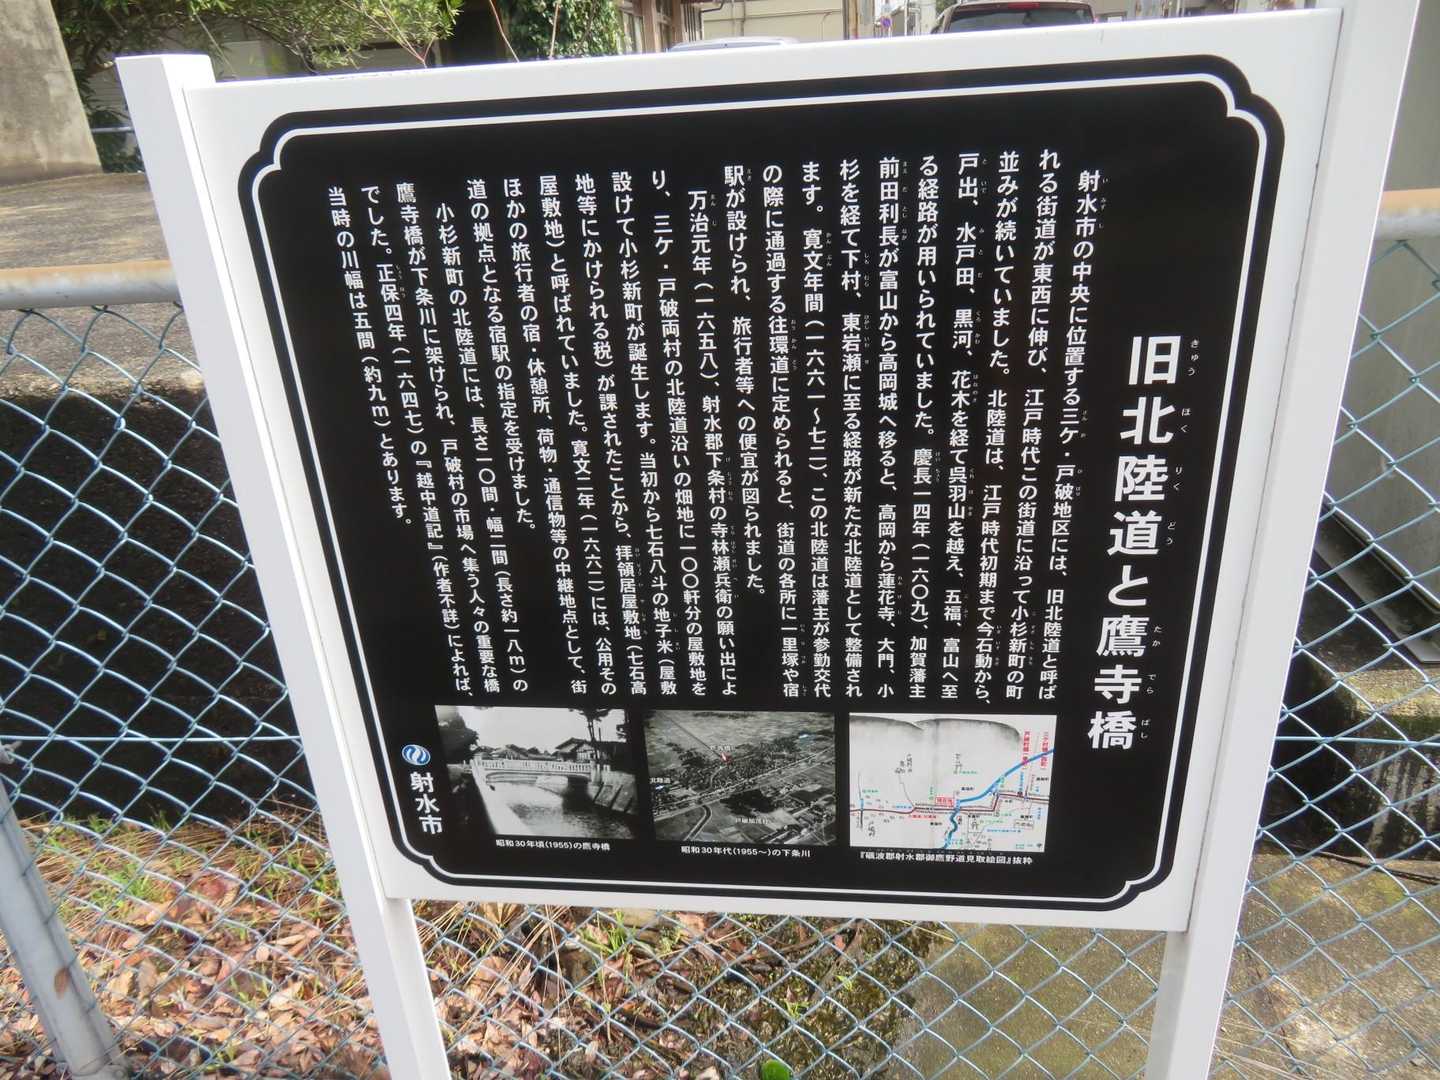 旧北陸道と鷹寺橋
射水市の中央に位置する三ケ・戸破地区には、旧北陸道と呼ば
れる街道が東西に伸び、江戸時代この街道に沿って小杉新町の町
並みが続いていました。北陸道は、江戸時代初期まで今石動から、
戸出、水戸田、黒河、花木を経て呉羽山を越え、五福、富山へ至
る経路が用いられていました。慶長一四年（一六〇九）、加賀藩主
前田利長が富山から高岡城へ移ると、高岡から蓮花寺、大門、小
杉を経て下村、東岩瀬に至る経路が新たな北陸道として整備され
ます。寛文年間（一六六一～七二）、この北陸道は藩主が参勤交代
の際に通過する往環道に定められると、街道の各所に一里塚や宿
駅が設けられ、旅行者等への便宜が図られました。
万治元年（一六五八）、射水郡下条村の寺林瀬兵衛の願い出によ
り、三ケ・戸破両村の北陸道沿いの畑地に一〇〇軒分の屋敷地を
設けて小杉新町が誕生します。当初から七石八斗の地子米（屋敷
地等にかけられる税）が課されたことから、拝領居屋敷地（七石高
屋敷地）と呼ばれていました。寛文二年（一六六二）には、公用その
ほかの旅行者の宿・休憩所、荷物・通信物等の中継地点として、街
道の拠点となる宿駅の指定を受けました。
小杉新町の北陸道には、長さ一〇間・幅二間（長さ約一八ｍ）の
鷹寺橋が下条川に架けられ、戸破村の市場へ集う人々の重要な橋
でした。正保四年（一六四七）の『越中道記』（作者不詳）によれば、
当時の川幅は五間（約九ｍ）とあります。
『礪波郡射水郡御鷹野道見取絵図』抜粋
昭和30年代（1955～）の下条川
昭和30年頃（1955）の鷹寺橋
射水市